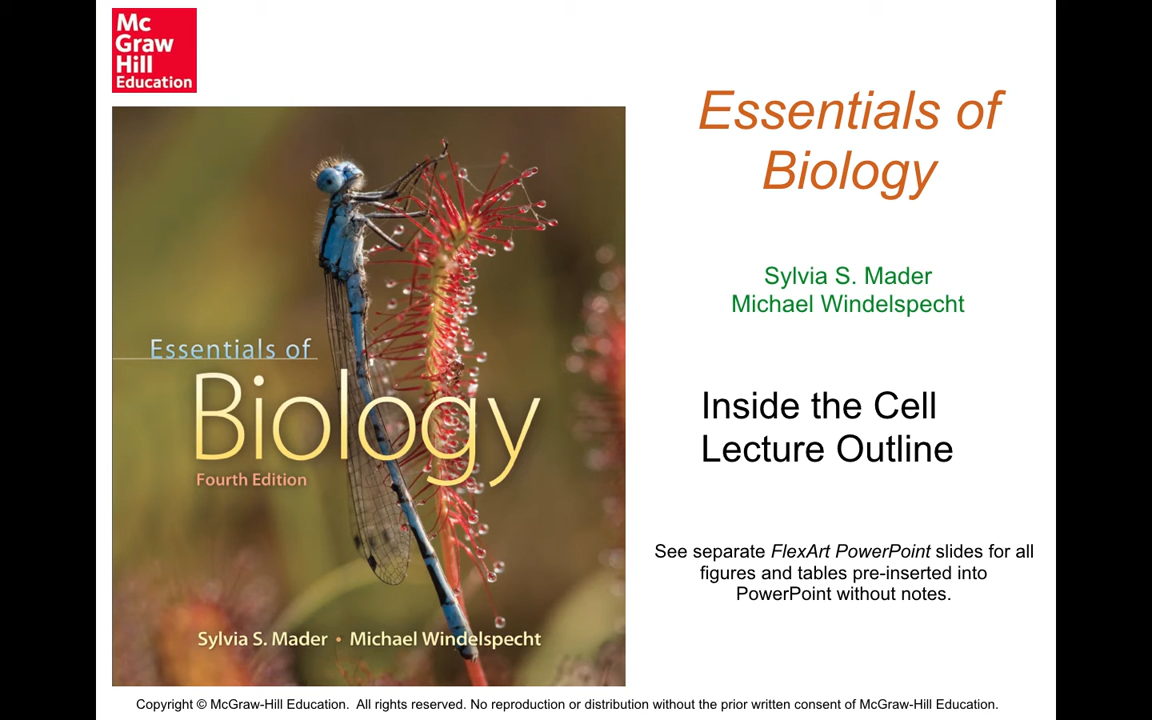 Mc
Graw
Hill
Education
Essentials of
Biology
Sylvia S. Mader
Michael Windelspecht
Essentials of
Biology
Fourth Edition
Inside the Cell
Lecture Outline
See separate FlexArt PowerPoint slides for all
figures and tables pre-inserted into
PowerPoint without notes.
Sylvia S. Mader • Michael Windelspecht
Copyright © McGraw-Hill Education. All rights reserved. No reproduction or distribution without the prior written consent of McGraw-Hill Education.